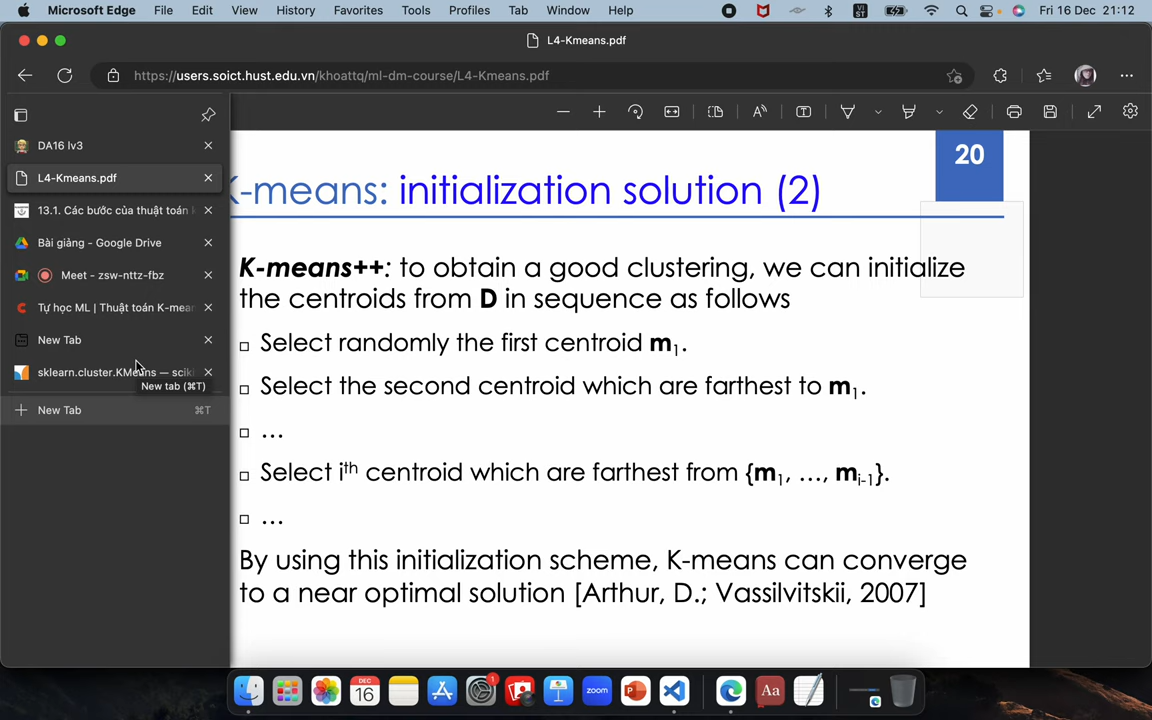 Microsoft Edge File Edit View History Favorites Tools Profiles Tab Window Help VI ST Fri 16 Dec 21:12
L4-Kmeans.pdf
https://users.soict.hust.edu.vn/khoattq/ml-dm-course/L4-Kmeans.pdf
DA16 lv3
L4-Kmeans.pdf
13.1. Các bước của thuật toán
Bài giảng - Google Drive
Meet - zsw-nttz-fbz
Tự học ML | Thuật toán K-mea
New Tab
sklearn.cluster.KMeans — sciki
New tab (⌘T)
New Tab ⌘T
20
K-means: initialization solution (2)
K-means++: to obtain a good clustering, we can initialize
the centroids from D in sequence as follows
Select randomly the first centroid m1.
Select the second centroid which are farthest to m1.
…
Select ith centroid which are farthest from {m1, …, mi-1}.
…
By using this initialization scheme, K-means can converge
to a near optimal solution [Arthur, D.; Vassilvitskii, 2007]
DEC
16
1
zoom
Aa